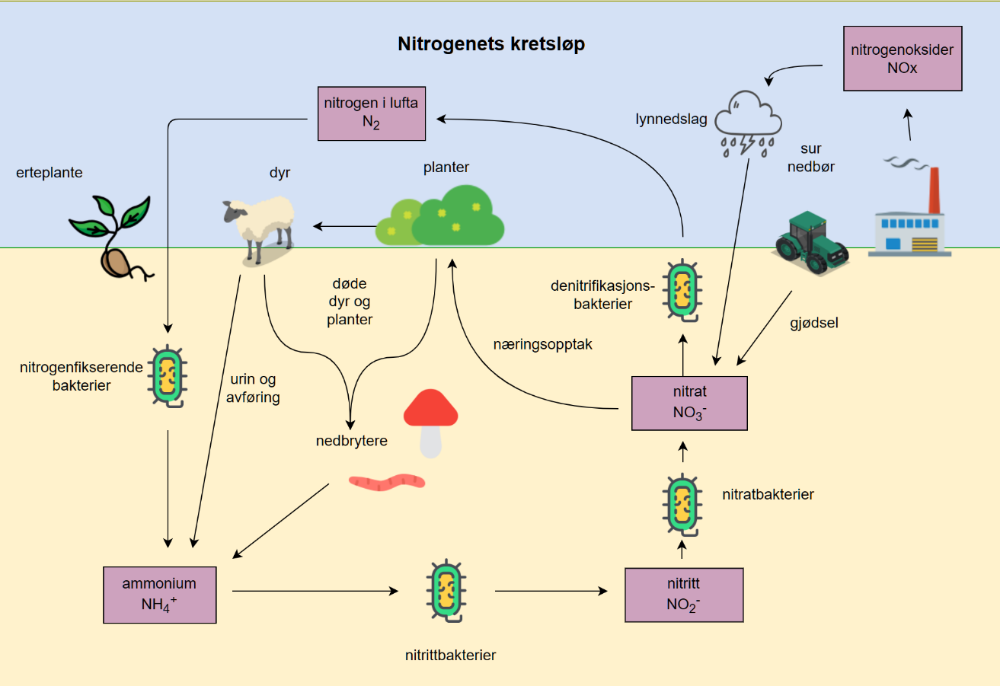 Nitrogenets kretsløp
nitrogenoksider
NOx
nitrogen i lufta
N₂
lynnedslag
sur
nedbør
erteplante
dyr
planter
døde
dyr og
planter
denitrifikasjons-
bakterier
gjødsel
næringsopptak
nitrogenfikserende
bakterier
urin og
avføring
nitrat
NO₃⁻
nedbrytere
nitratbakterier
ammonium
NH₄⁺
nitritt
NO₂⁻
nitrittbakterier